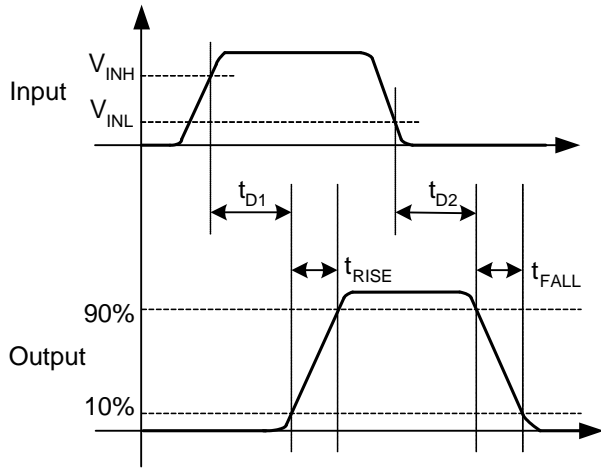 V_INH
Input
V_INL
t_D1
t_D2
t_RISE
t_FALL
90%
Output
10%